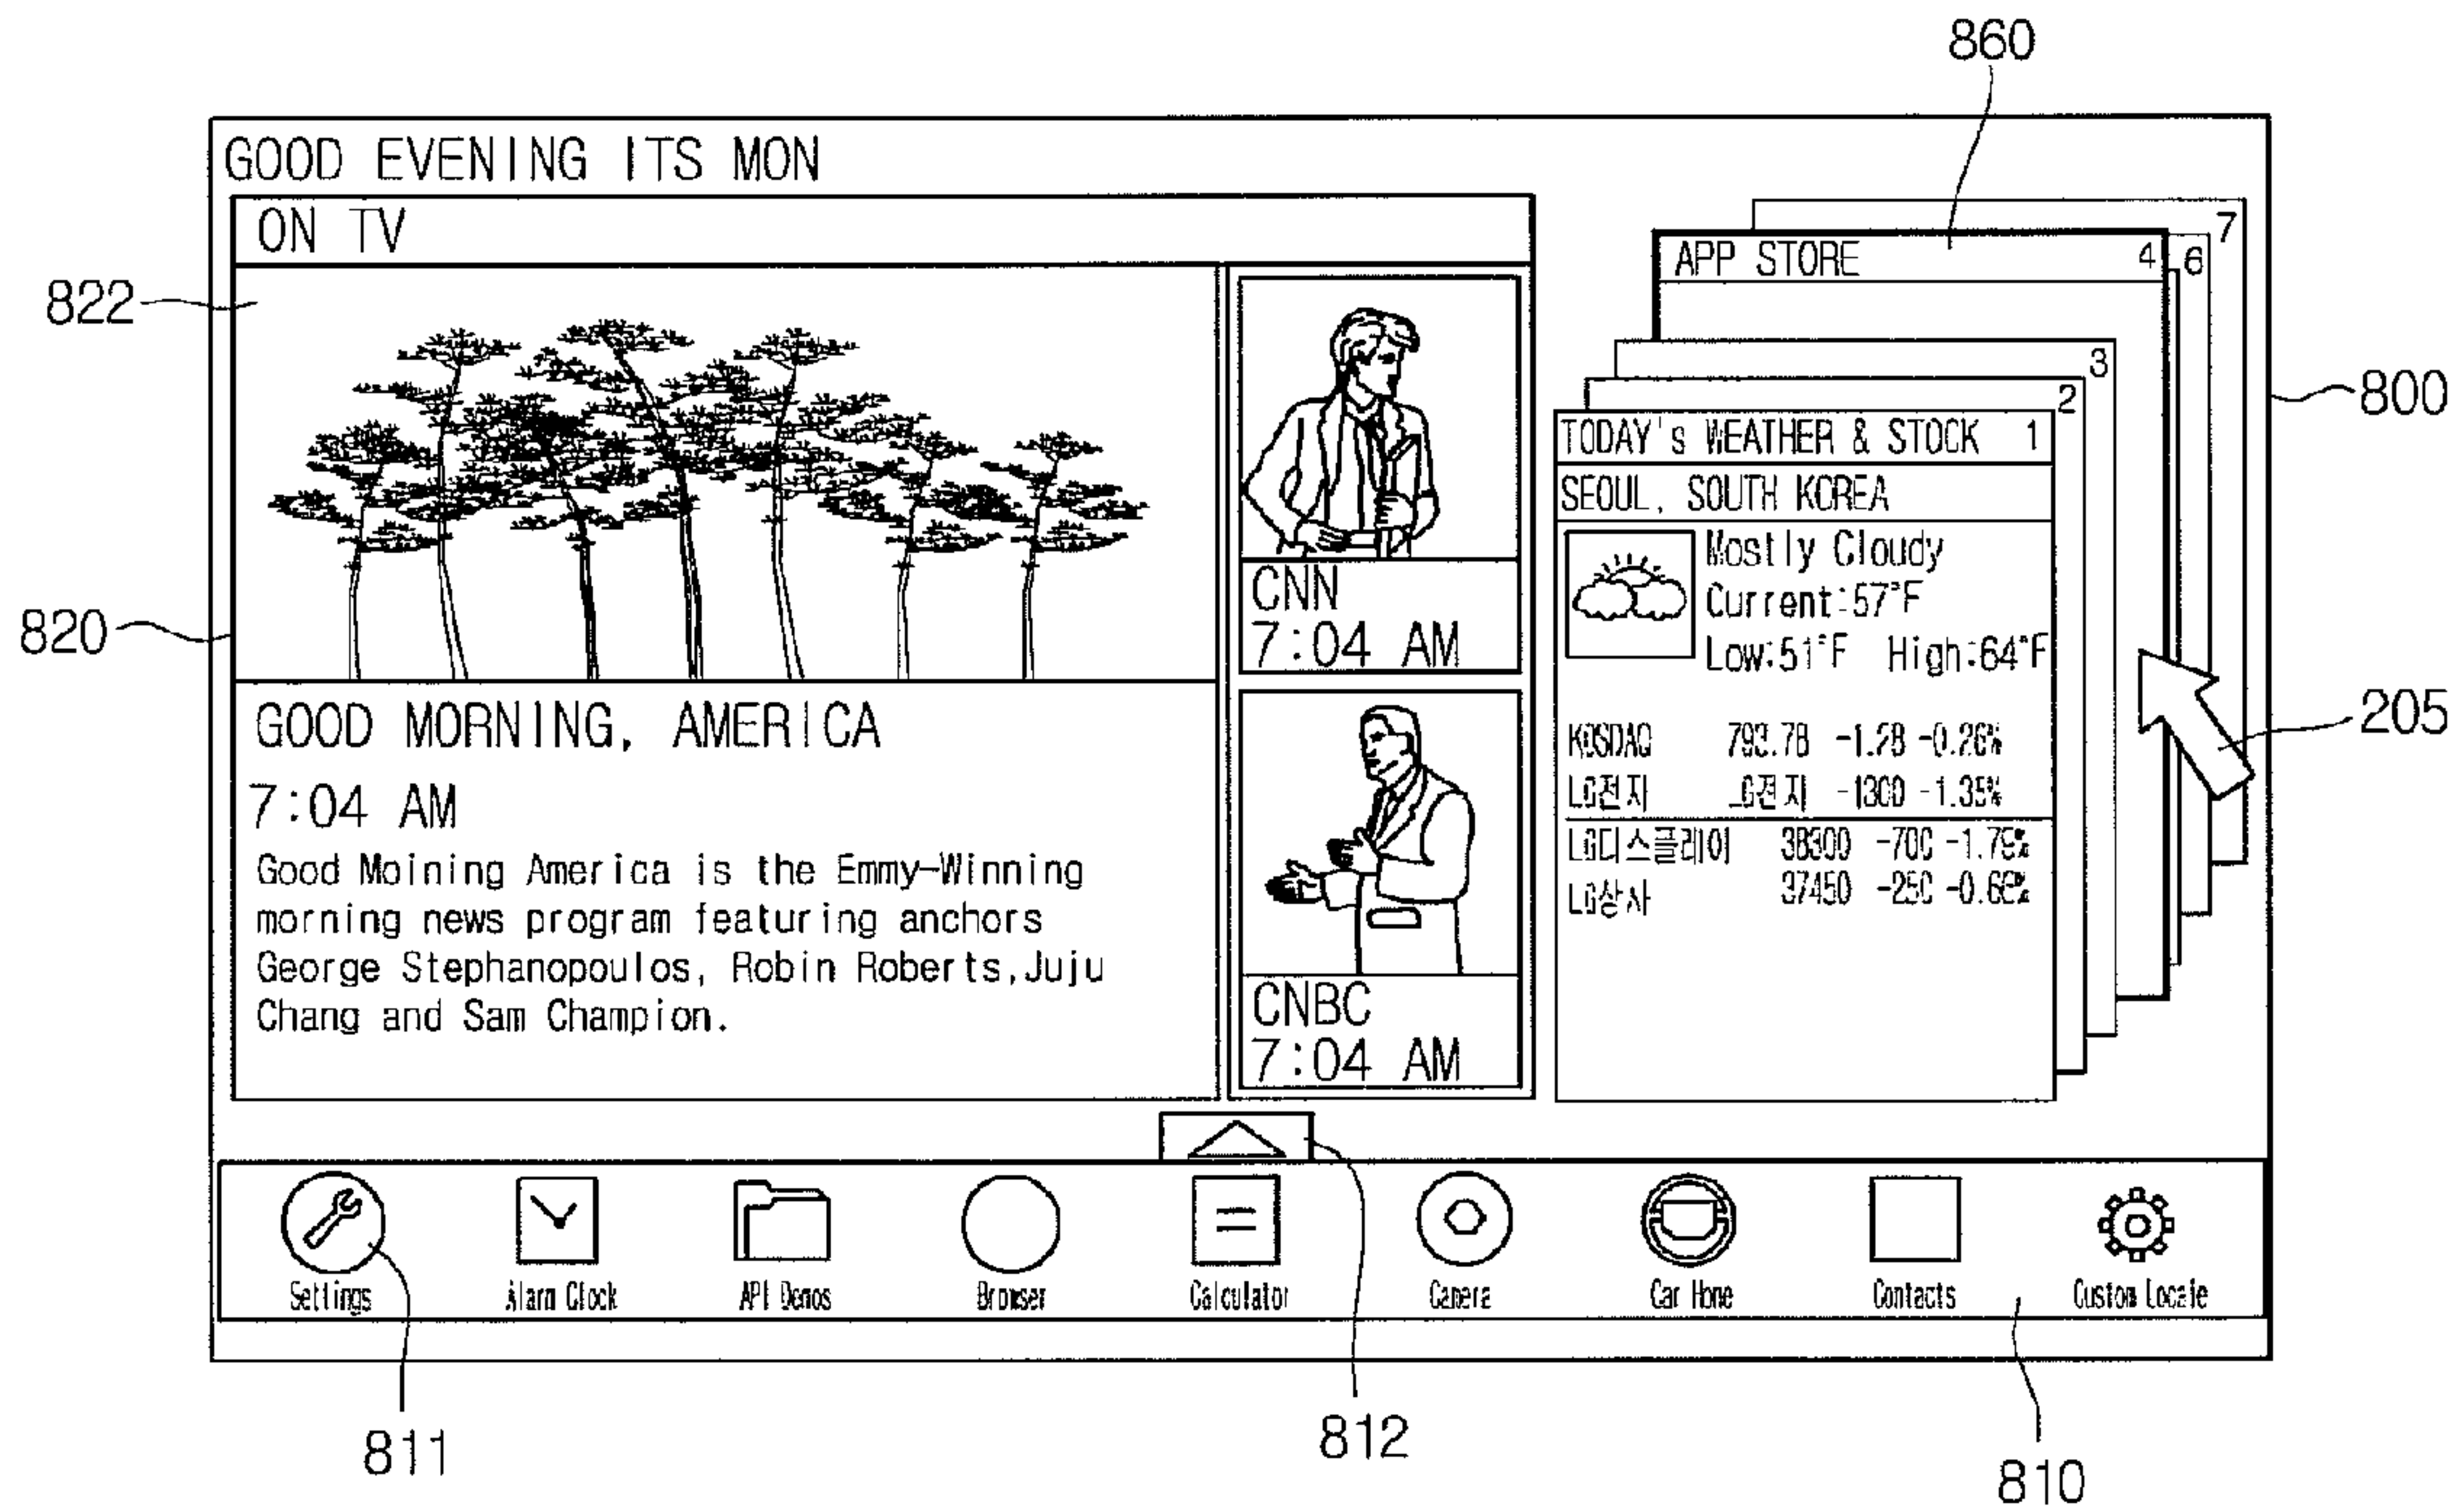 860
GOOD EVENING ITS MON
ON TV
7
APP STORE 4
6
822
3
800
2
TODAY's WEATHER & STOCK 1
SEOUL, SOUTH KOREA
Mostly Cloudy
Current:57°F
Low:51°F High:64°F
CNN
7:04 AM
820
205
GOOD MORNING, AMERICA
7:04 AM
Good Moining America is the Emmy-Winning
morning news program featuring anchors
George Stephanopoulos, Robin Roberts,Juju
Chang and Sam Champion.
KOSDAQ 793.78 -1.28 -0.26%
LG전자 LG전자 -1300 -1.35%
LG디스플레이 38300 -700 -1.79%
LG상사 37450 -250 -0.66%
CNBC
7:04 AM
Settings
Alarm Clock
API Demos
Browser
Calculator
Camera
Car Home
Contacts
Custom Locale
811
812
810